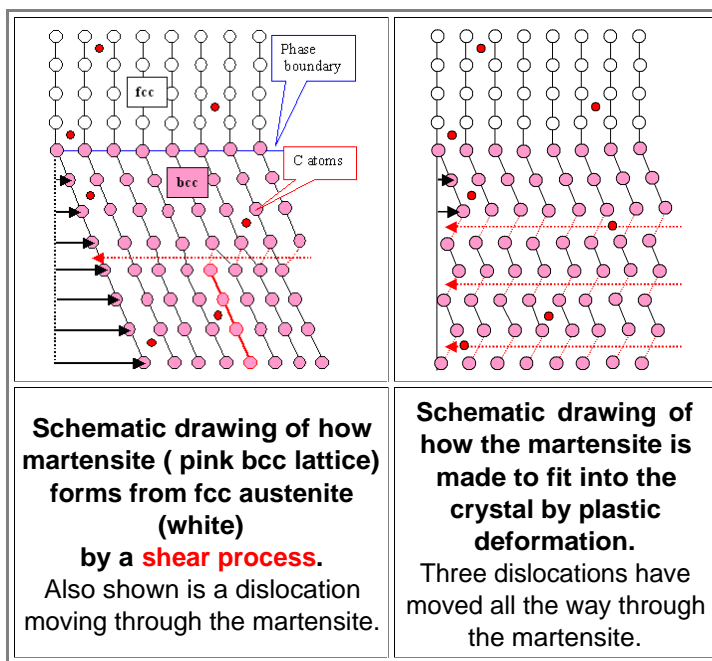 Phase
boundary
fcc
C atoms
bcc
Schematic drawing of how
martensite ( pink bcc lattice)
forms from fcc austenite
(white)
by a shear process.
Also shown is a dislocation
moving through the martensite.
Schematic drawing of
how the martensite is
made to fit into the
crystal by plastic
deformation.
Three dislocations have
moved all the way through
the martensite.